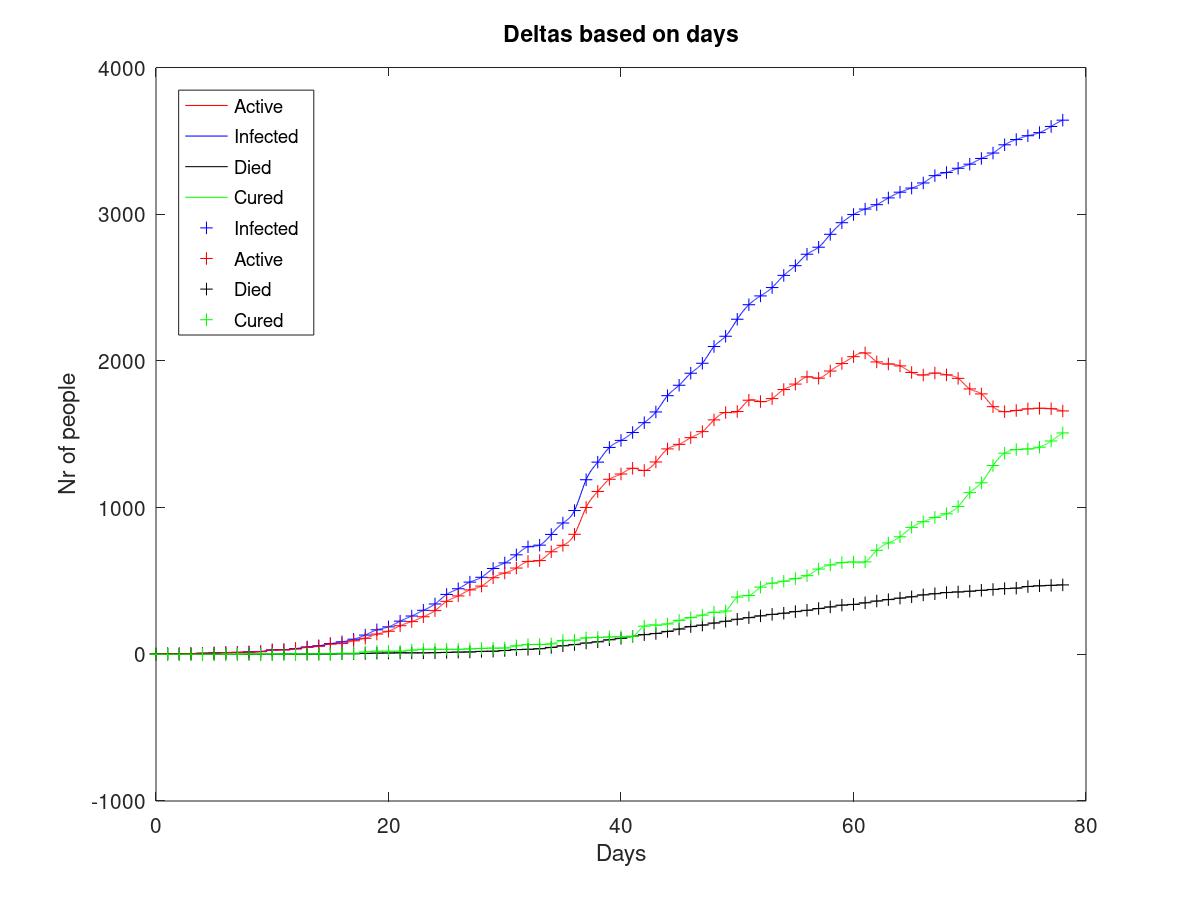 Deltas based on days
4000
3000
2000
1000
0
-1000
Nr of people
Active
Infected
Died
Cured
Infected
Active
Died
Cured
0 20 40 60 80
Days